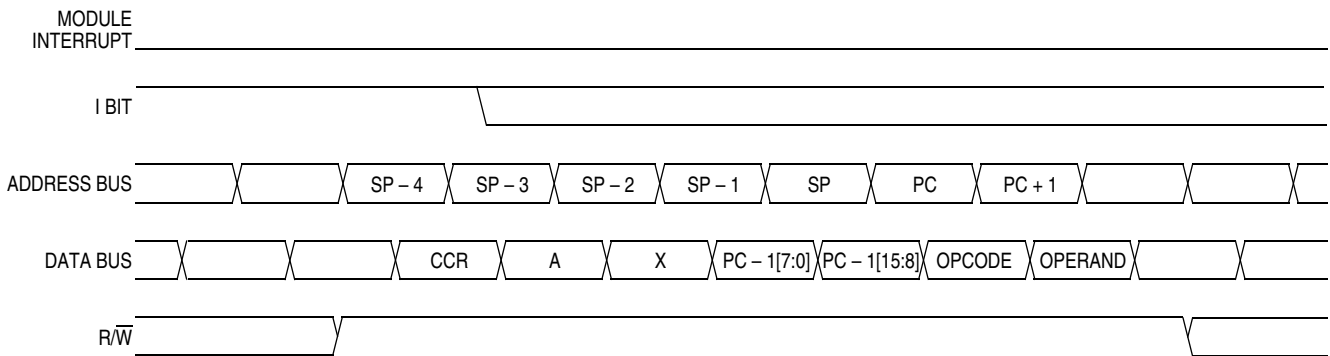 MODULE
INTERRUPT
I BIT
ADDRESS BUS SP – 4 SP – 3 SP – 2 SP – 1 SP PC PC + 1
DATA BUS CCR A X PC – 1[7:0] PC – 1[15:8] OPCODE OPERAND
R/W̅